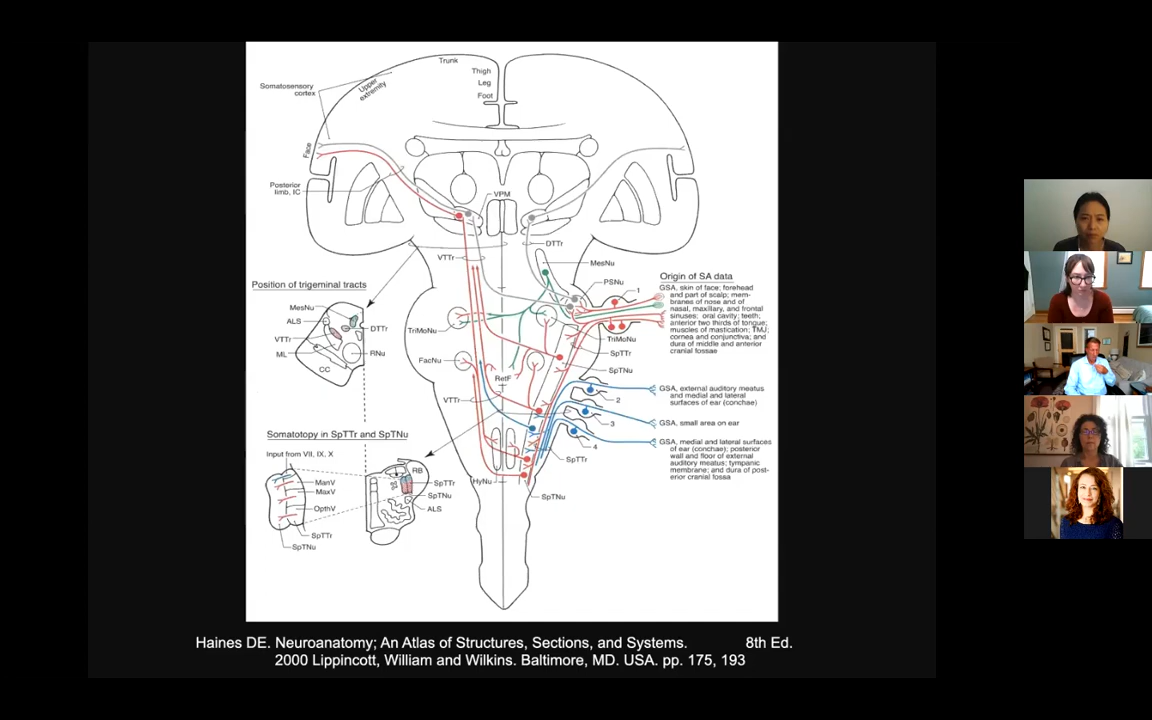 Trunk
Thigh
Leg
Foot
Somatosensory
cortex
Upper
extremity
Face
Posterior
limb, IC
VPM
DTTr
VTTr
MesNu
PSNu
1
Origin of SA data
GSA, skin of face; forehead
and part of scalp; mem-
branes of nose and of
nasal, maxillary, and frontal
sinuses; oral cavity; teeth;
anterior two thirds of tongue;
muscles of mastication; TMJ;
cornea and conjunctiva; and
dura of middle and anterior
cranial fossae
Position of trigeminal tracts
MesNu
ALS
DTTr
VTTr
ML
RNu
CC
TriMoNu
TriMoNu
SpTTr
SpTNu
FacNu
RetF
VTTr
GSA, external auditory meatus
and medial and lateral
surfaces of ear (conchae)
2
GSA, small area on ear
3
4
GSA, medial and lateral surfaces
of ear (conchae); posterior
wall and floor of external
auditory meatus; tympanic
membrane; and dura of post-
erior cranial fossa
SpTTr
HyNu
SpTNu
Somatotopy in SpTTr and SpTNu
Input from VII, IX, X
ManV
MaxV
OpthV
SpTTr
SpTNu
RB
SpTTr
SpTNu
ALS
Haines DE. Neuroanatomy; An Atlas of Structures, Sections, and Systems. 8th Ed.
2000 Lippincott, William and Wilkins. Baltimore, MD. USA. pp. 175, 193